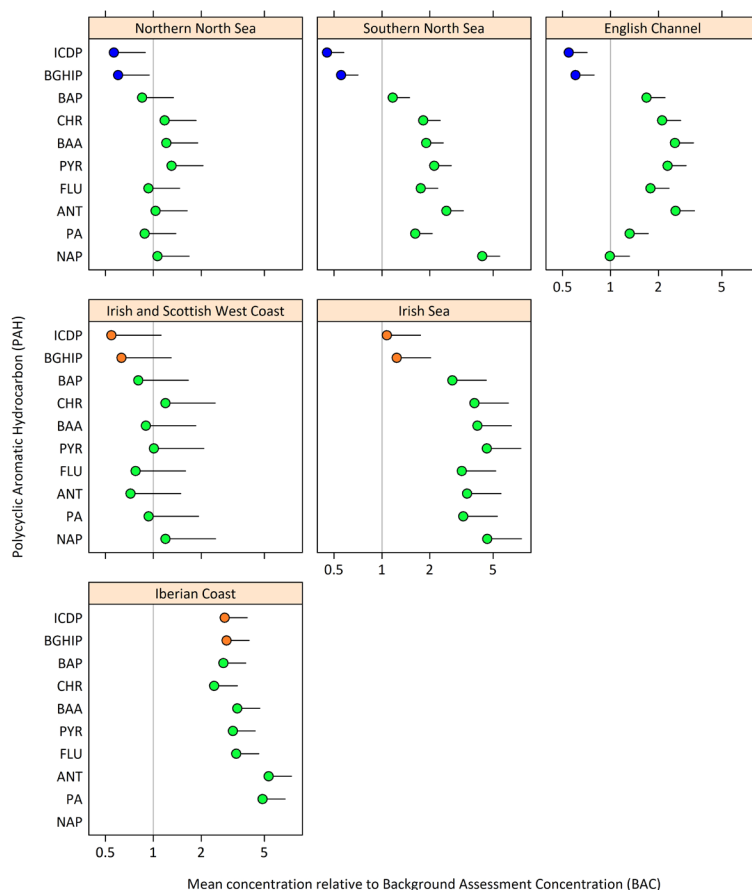 Northern North Sea
Southern North Sea
English Channel
ICDP
BGHIP
BAP
CHR
BAA
PYR
FLU
ANT
PA
NAP
0.5 1 2 5
Irish and Scottish West Coast
Irish Sea
ICDP
BGHIP
BAP
CHR
BAA
PYR
FLU
ANT
PA
NAP
0.5 1 2 5
Iberian Coast
ICDP
BGHIP
BAP
CHR
BAA
PYR
FLU
ANT
PA
NAP
0.5 1 2 5
Polycyclic Aromatic Hydrocarbon (PAH)
Mean concentration relative to Background Assessment Concentration (BAC)